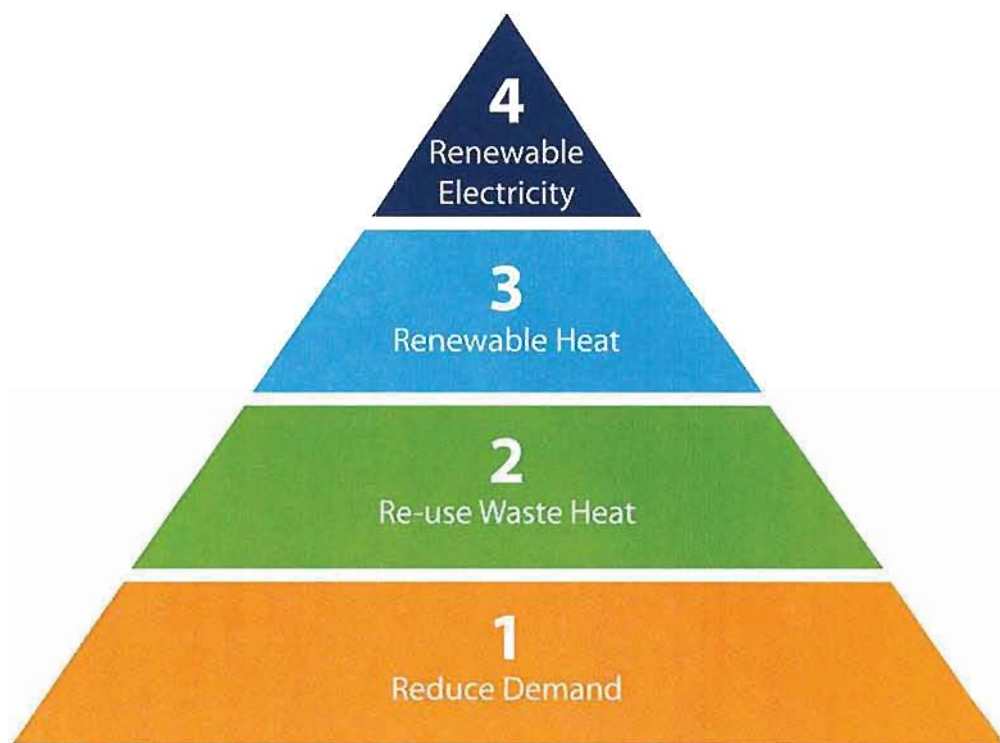 4
Renewable
Electricity
3
Renewable Heat
2
Re-use Waste Heat
1
Reduce Demand